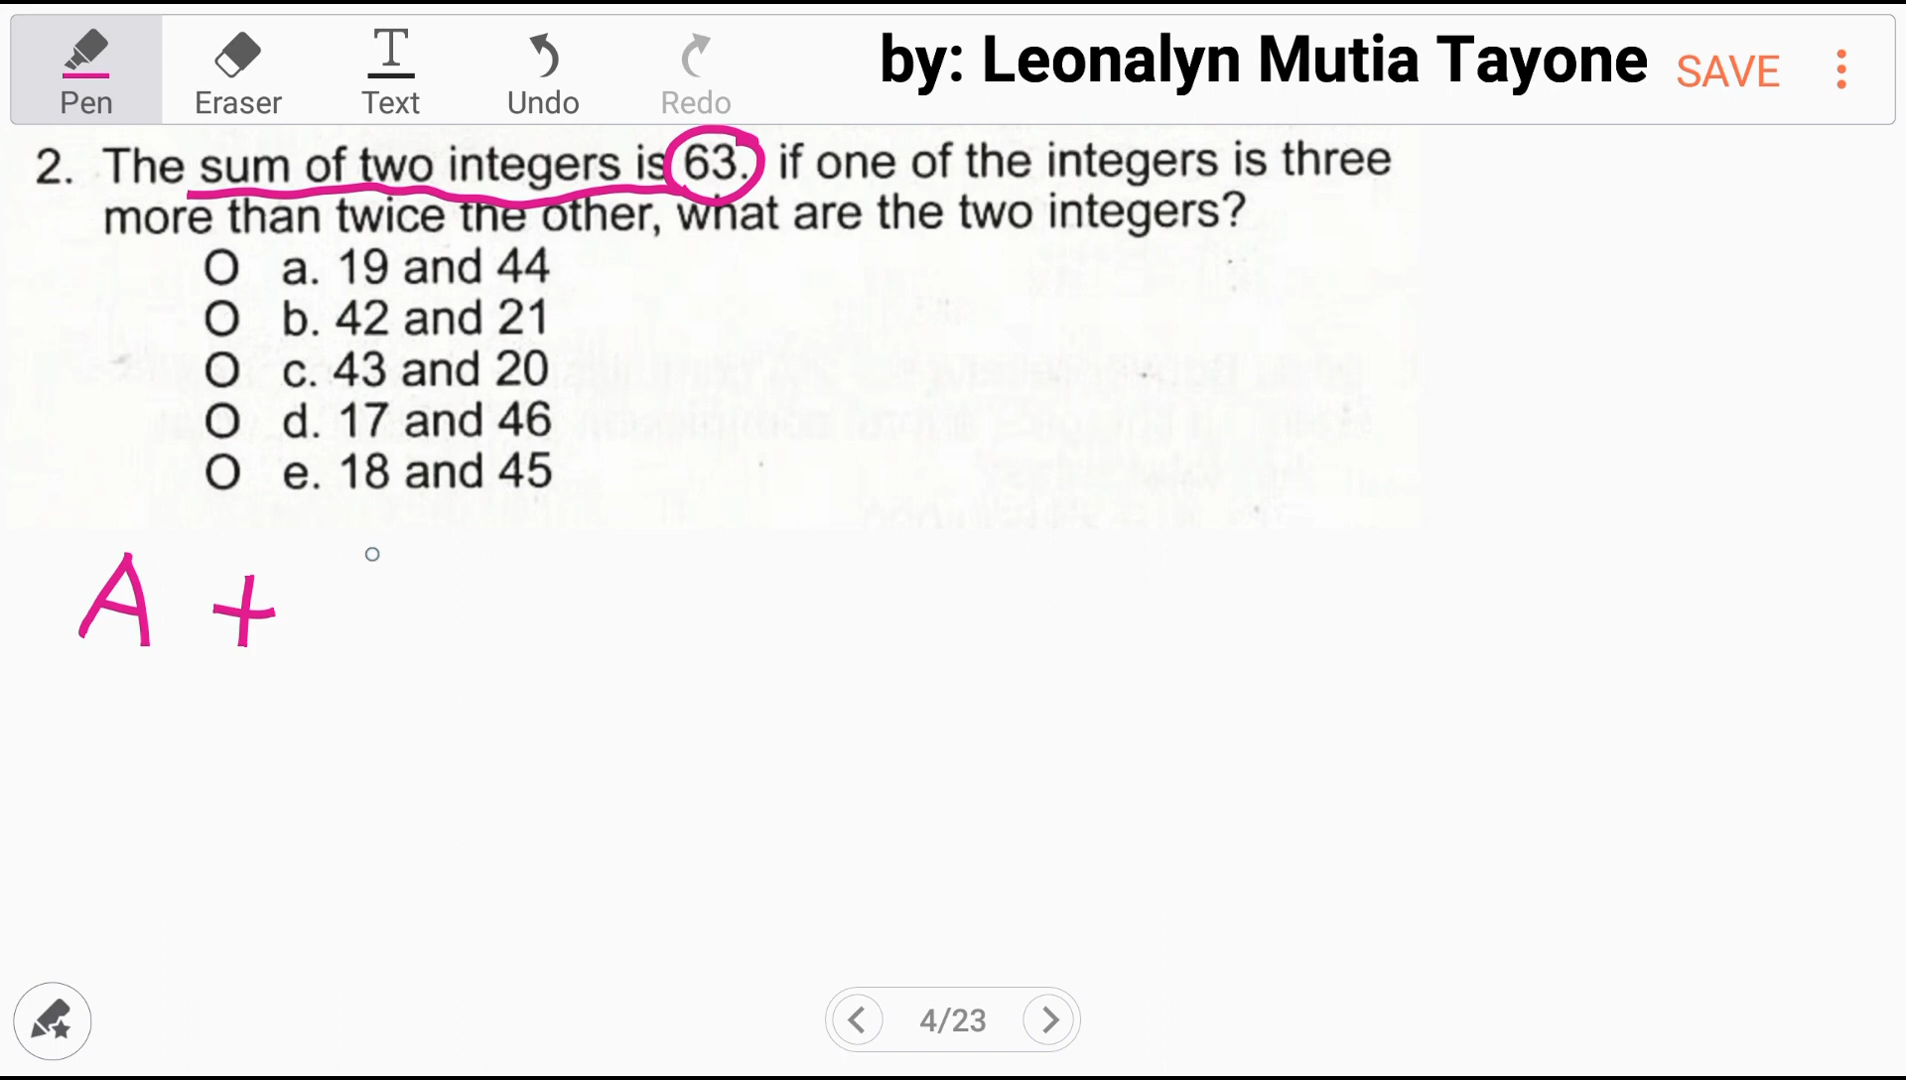 Pen Eraser Text Undo Redo by: Leonalyn Mutia Tayone SAVE
2. The sum of two integers is 63. if one of the integers is three
more than twice the other, what are the two integers?
O a. 19 and 44
O b. 42 and 21
O c. 43 and 20
O d. 17 and 46
O e. 18 and 45
A +
4/23